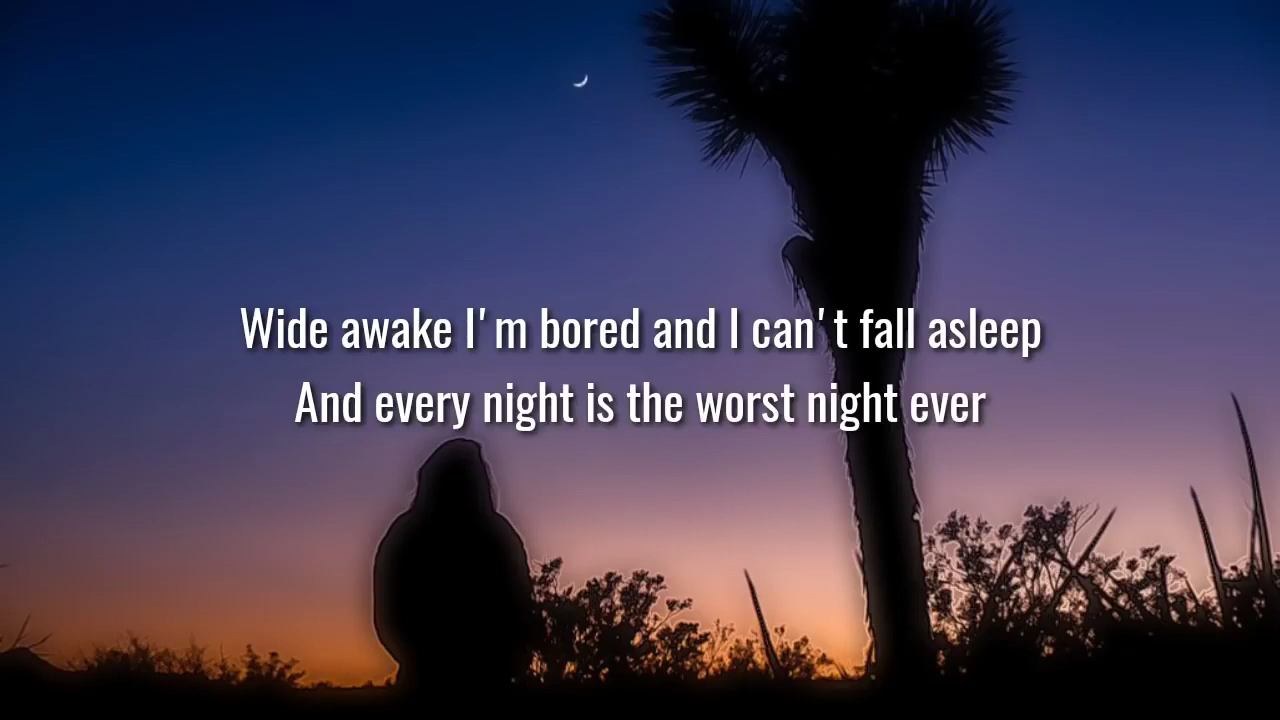 Wide awake I'm bored and I can't fall asleep
And every night is the worst night ever